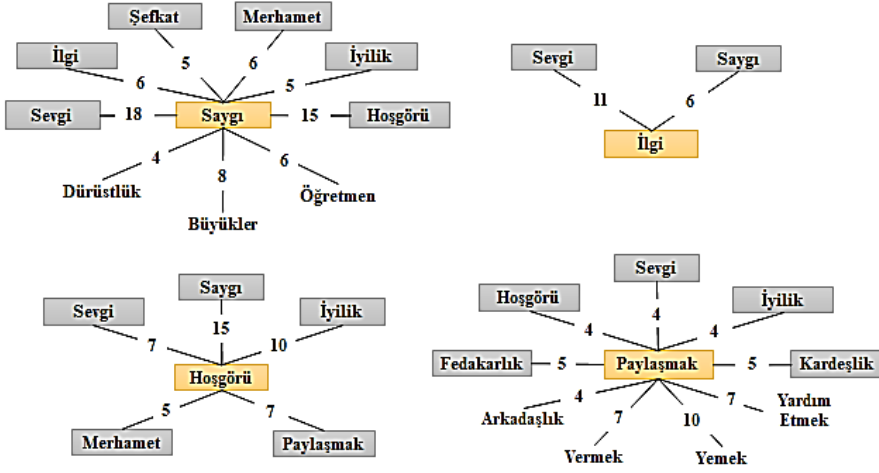 Şefkat
Merhamet
İlgi
5
6
İyilik
6
5
Sevgi
18
Saygı
15
Hoşgörü
4
8
6
Dürüstlük
Büyükler
Öğretmen
Sevgi
Saygı
11
6
İlgi
Saygı
Sevgi
İyilik
15
7
10
Hoşgörü
5
7
Merhamet
Paylaşmak
Sevgi
Hoşgörü
İyilik
4
4
4
Fedakarlık
5
Paylaşmak
5
Kardeşlik
4
7
10
7
Arkadaşlık
Vermek
Yemek
Yardım
Etmek